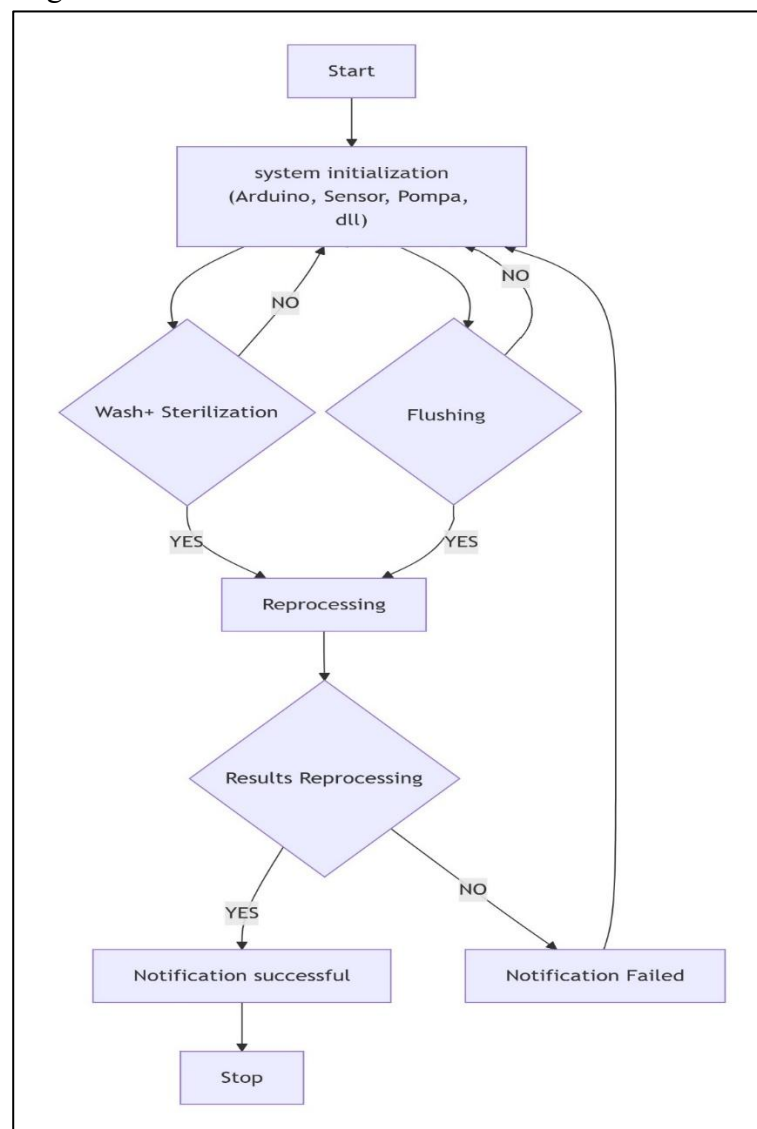 Start
system initialization
(Arduino, Sensor, Pompa,
dll)
NO
NO
Wash+ Sterilization
Flushing
YES
YES
Reprocessing
Results Reprocessing
NO
YES
Notification successful
Notification Failed
Stop